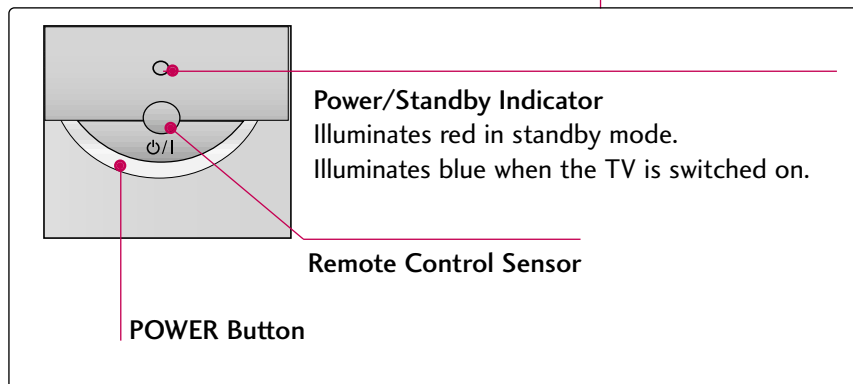 Power/Standby Indicator
Illuminates red in standby mode.
Illuminates blue when the TV is switched on.
⏻/I
Remote Control Sensor
POWER Button